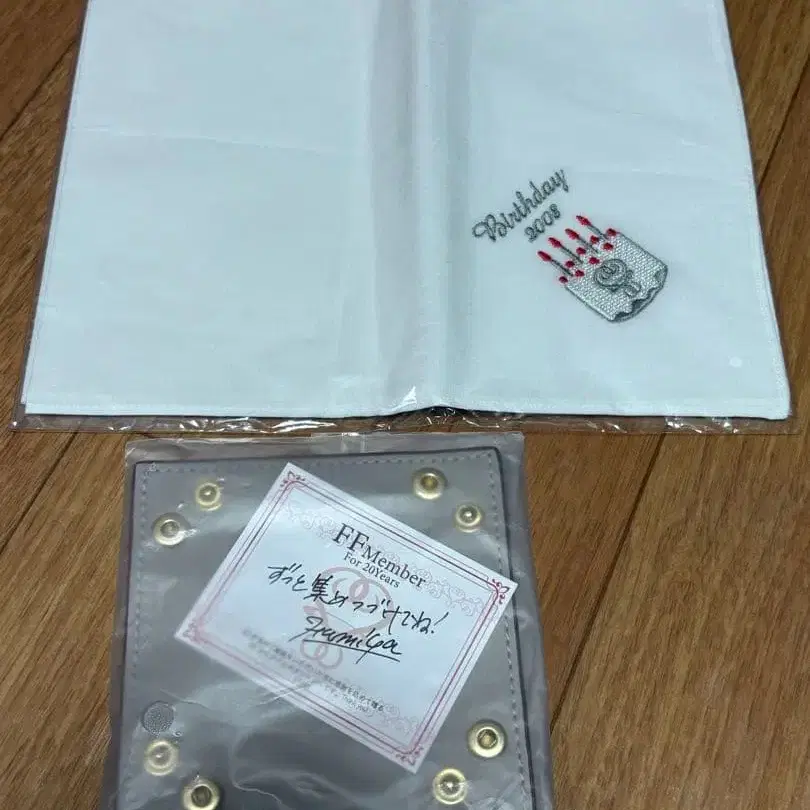 Birthday
2008
FF Member
For 20Years
ずっと集めつづけてね!
Fumiya